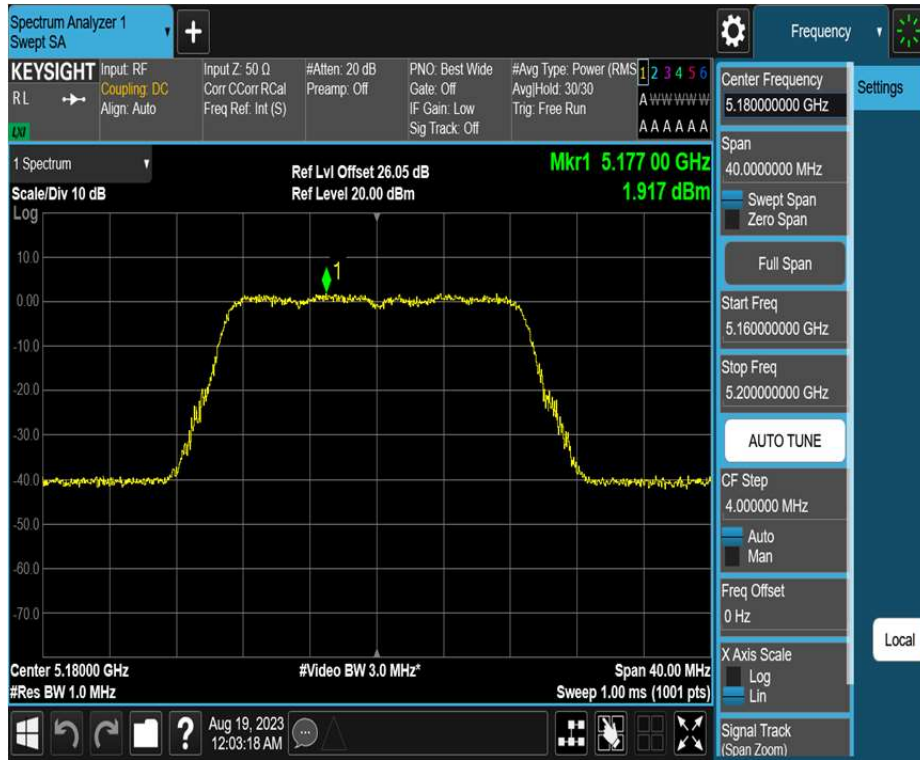 Spectrum Analyzer 1
Swept SA
Frequency
KEYSIGHT
RL
LXI
Input: RF
Coupling: DC
Align: Auto
Input Z: 50 Ω
Corr CCorr RCal
Freq Ref: Int (S)
#Atten: 20 dB
Preamp: Off
PNO: Best Wide
Gate: Off
IF Gain: Low
Sig Track: Off
#Avg Type: Power (RMS
Avg|Hold: 30/30
Trig: Free Run
1 2 3 4 5 6
A W W W W W
A A A A A A
1 Spectrum
Scale/Div 10 dB
Log
Ref Lvl Offset 26.05 dB
Ref Level 20.00 dBm
Mkr1 5.177 00 GHz
1.917 dBm
1
10.0
0.00
-10.0
-20.0
-30.0
-40.0
-50.0
-60.0
-70.0
Center 5.18000 GHz
#Res BW 1.0 MHz
#Video BW 3.0 MHz*
Span 40.00 MHz
Sweep 1.00 ms (1001 pts)
?
Aug 19, 2023
12:03:18 AM
Center Frequency
5.18000000 GHz
Span
40.0000000 MHz
Swept Span
Zero Span
Full Span
Start Freq
5.160000000 GHz
Stop Freq
5.200000000 GHz
AUTO TUNE
CF Step
4.000000 MHz
Auto
Man
Freq Offset
0 Hz
X Axis Scale
Log
Lin
Signal Track
(Span Zoom)
Settings
Local